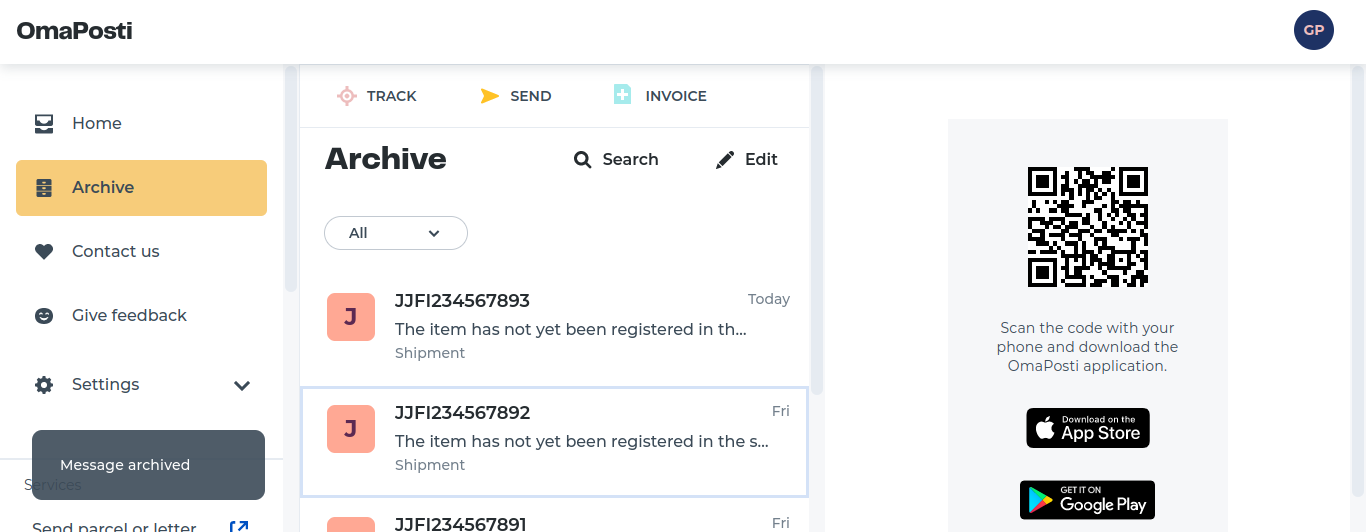 OmaPosti
GP
Home
Archive
Contact us
Give feedback
Settings
Message archived
Services
Send parcel or letter
TRACK
SEND
INVOICE
Archive
Search
Edit
All
J
JJFI234567893
Today
The item has not yet been registered in th...
Shipment
J
JJFI234567892
Fri
The item has not yet been registered in the s...
Shipment
JJFI234567891
Fri
Scan the code with your
phone and download the
OmaPosti application.
Download on the
App Store
GET IT ON
Google Play